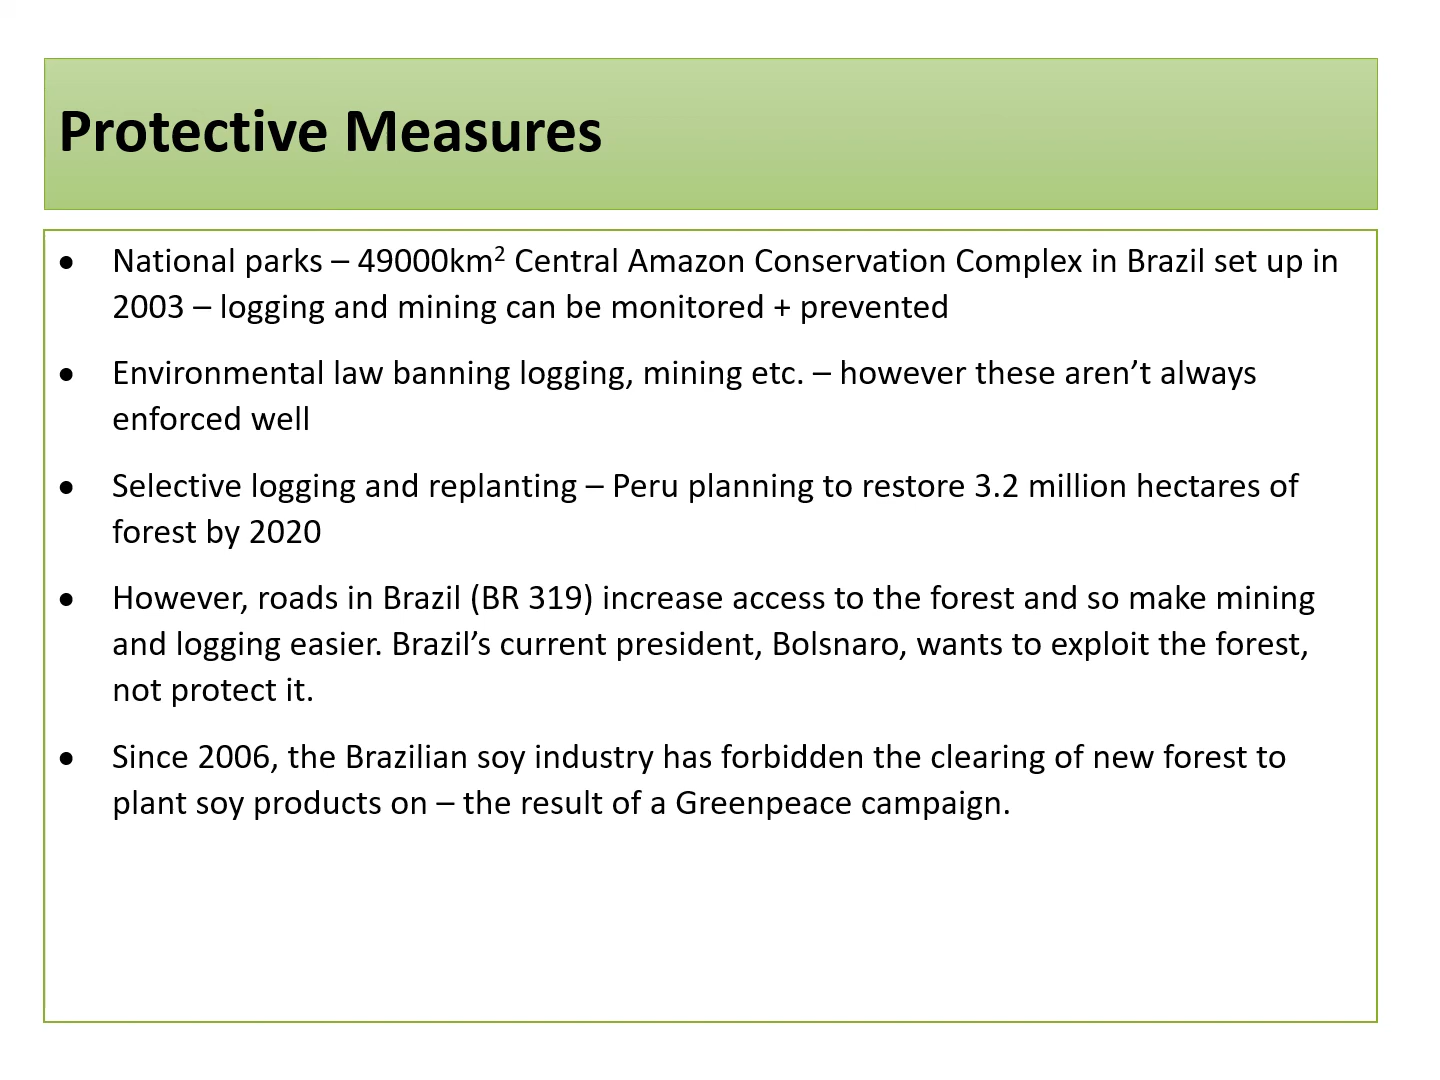 Protective Measures
• National parks – 49000km² Central Amazon Conservation Complex in Brazil set up in
2003 – logging and mining can be monitored + prevented
• Environmental law banning logging, mining etc. – however these aren’t always
enforced well
• Selective logging and replanting – Peru planning to restore 3.2 million hectares of
forest by 2020
• However, roads in Brazil (BR 319) increase access to the forest and so make mining
and logging easier. Brazil’s current president, Bolsnaro, wants to exploit the forest,
not protect it.
• Since 2006, the Brazilian soy industry has forbidden the clearing of new forest to
plant soy products on – the result of a Greenpeace campaign.